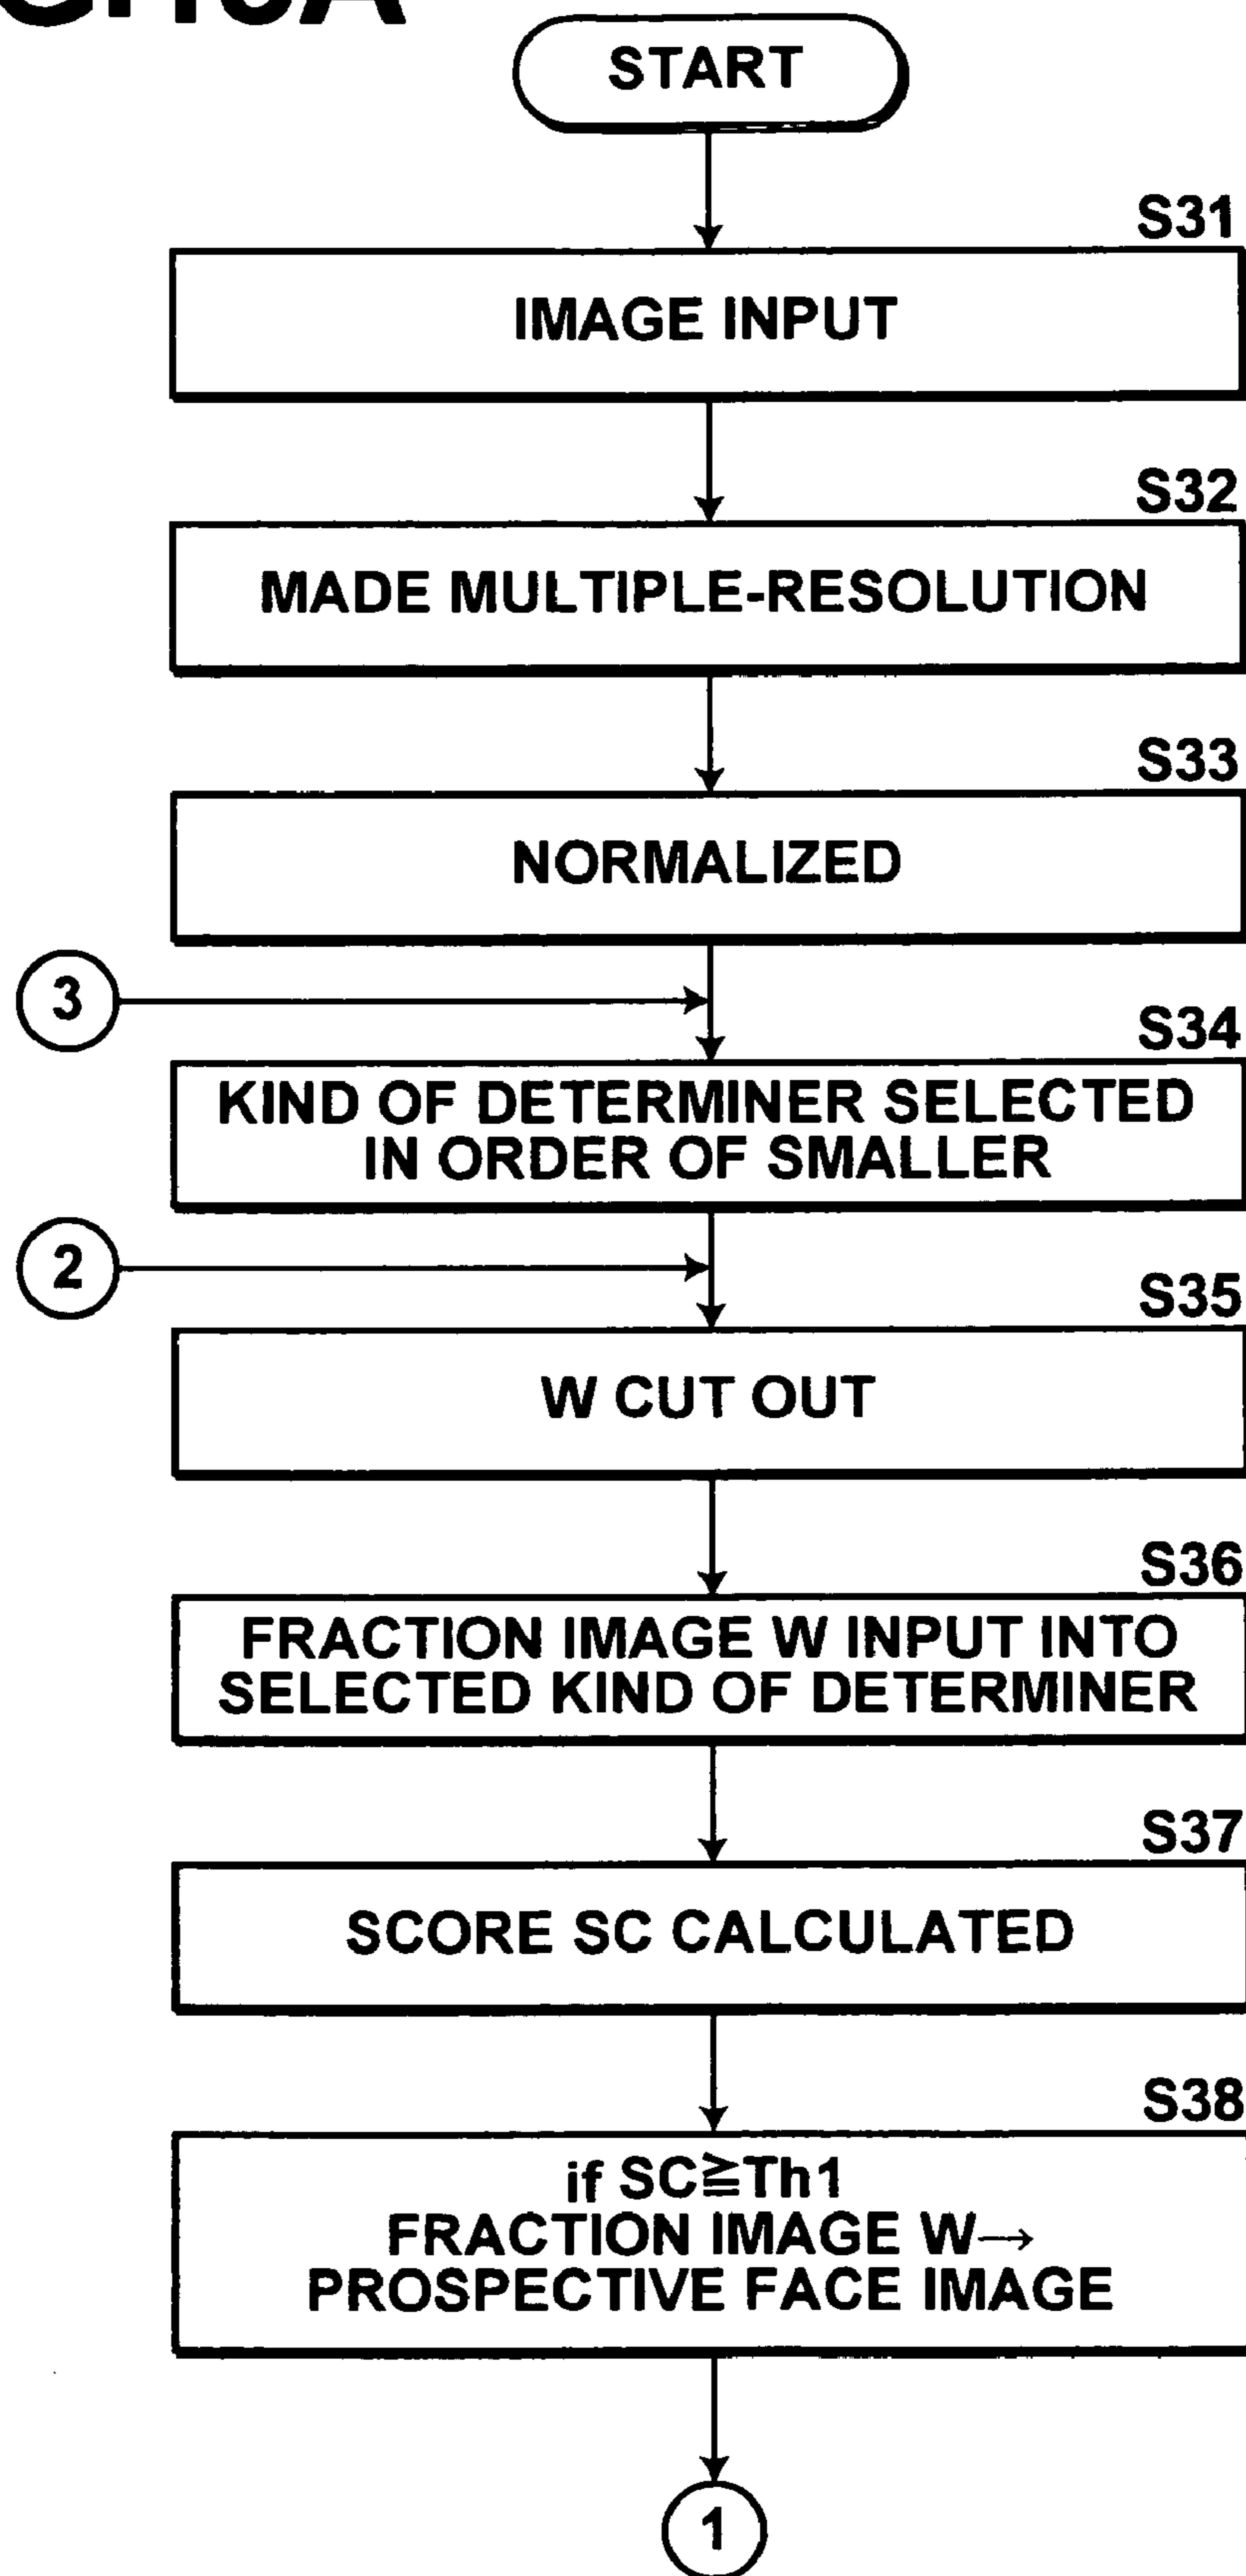 START
S31
IMAGE INPUT
S32
MADE MULTIPLE-RESOLUTION
S33
NORMALIZED
3
S34
KIND OF DETERMINER SELECTED
IN ORDER OF SMALLER
2
S35
W CUT OUT
S36
FRACTION IMAGE W INPUT INTO
SELECTED KIND OF DETERMINER
S37
SCORE SC CALCULATED
S38
if SC≧Th1
FRACTION IMAGE W→
PROSPECTIVE FACE IMAGE
1